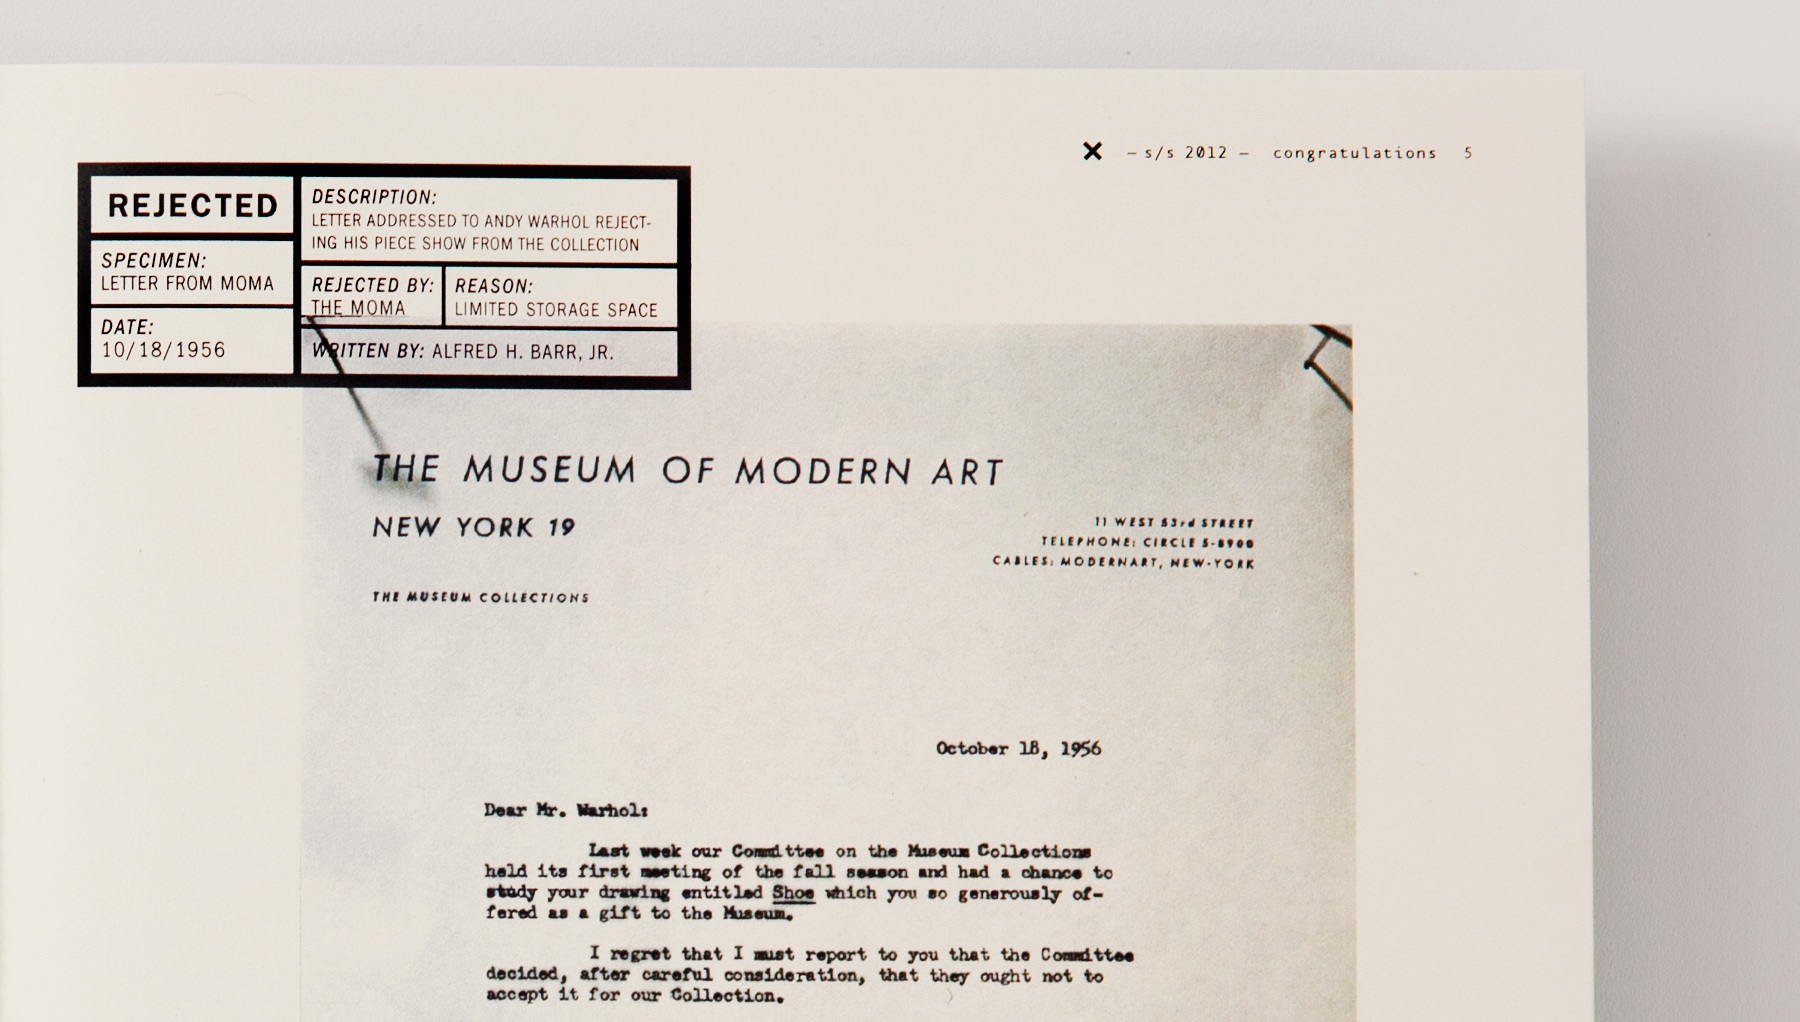 ✕ – s/s 2012 – congratulations 5
REJECTED
SPECIMEN:
LETTER FROM MOMA
DATE:
10/18/1956
DESCRIPTION:
LETTER ADDRESSED TO ANDY WARHOL REJECT-
ING HIS PIECE SHOW FROM THE COLLECTION
REJECTED BY:
THE MOMA
REASON:
LIMITED STORAGE SPACE
WRITTEN BY: ALFRED H. BARR, JR.
THE MUSEUM OF MODERN ART
NEW YORK 19
11 WEST 53rd STREET
TELEPHONE: CIRCLE 5-8900
CABLES: MODERNART, NEW-YORK
THE MUSEUM COLLECTIONS
October 18, 1956
Dear Mr. Warhol:
Last week our Committee on the Museum Collections
held its first meeting of the fall season and had a chance to
study your drawing entitled Shoe which you so generously of-
fered as a gift to the Museum.
I regret that I must report to you that the Committee
decided, after careful consideration, that they ought not to
accept it for our Collection.